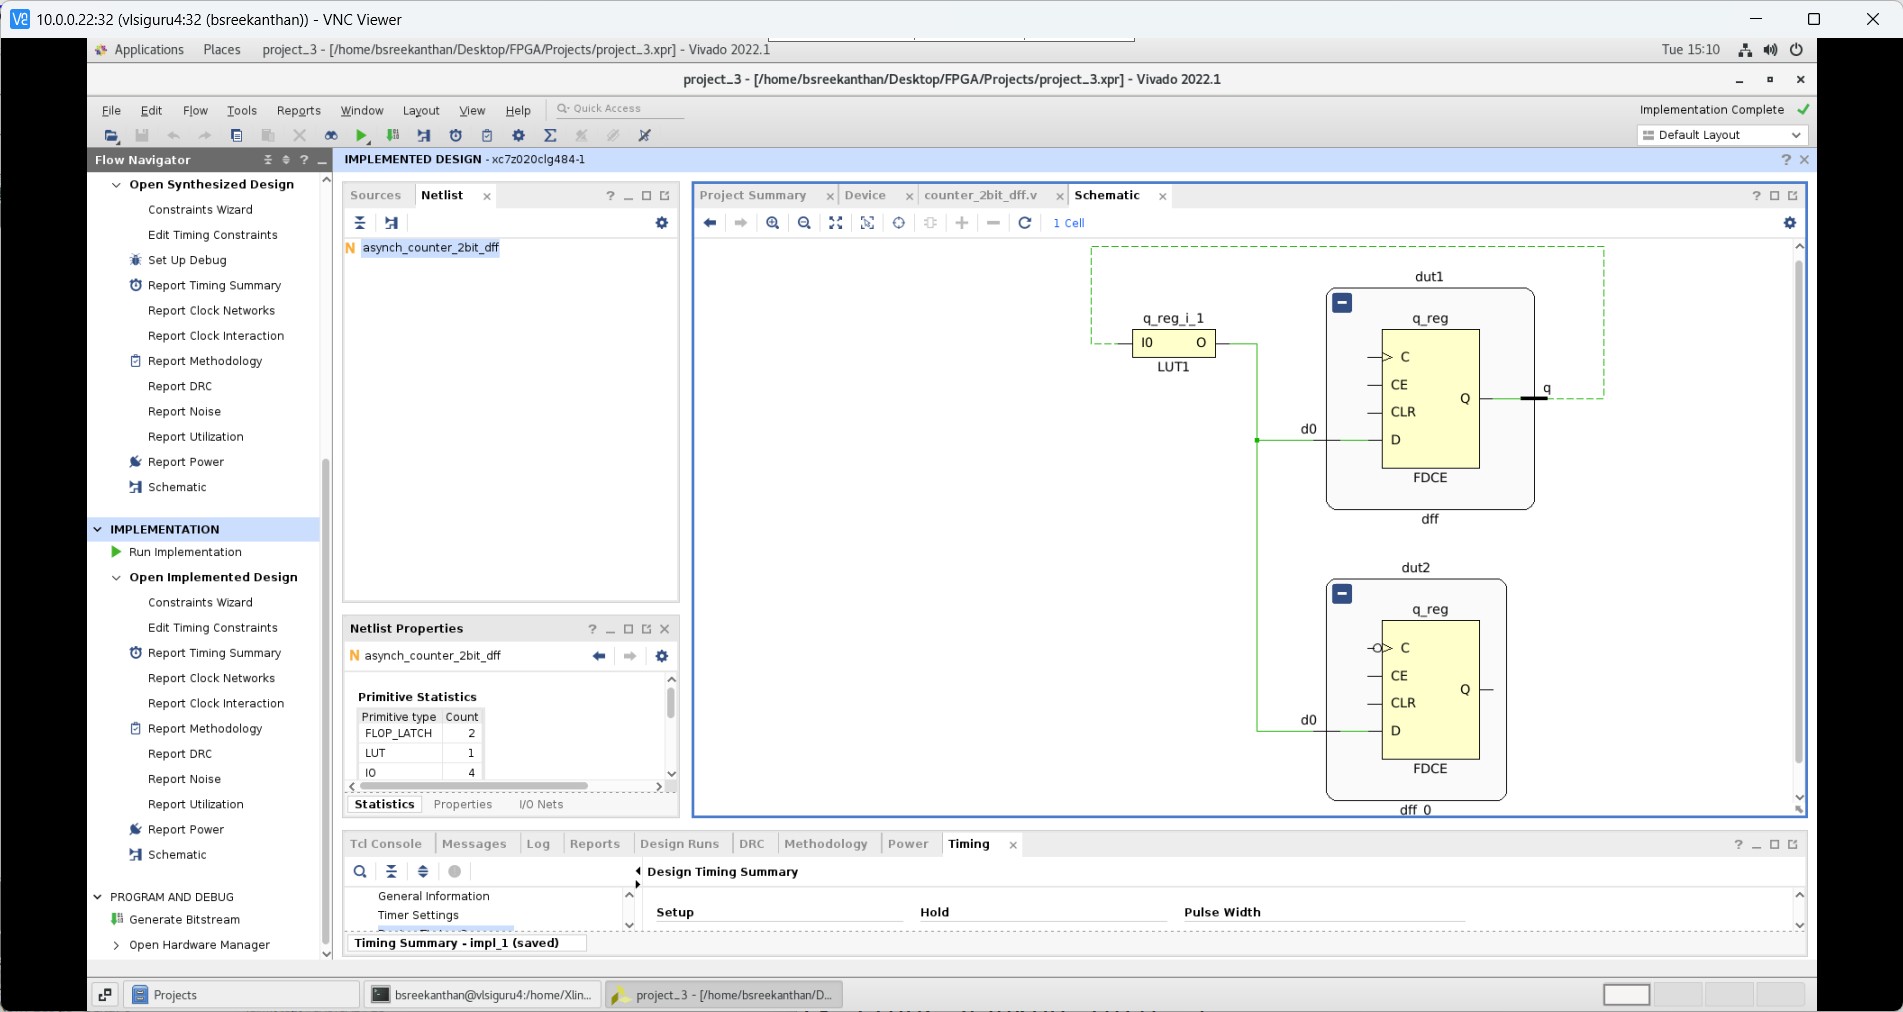 10.0.0.22:32 (vlsiguru4:32 (bsreekanthan)) - VNC Viewer
Applications Places project_3 - [/home/bsreekanthan/Desktop/FPGA/Projects/project_3.xpr] - Vivado 2022.1 Tue 15:10
project_3 - [/home/bsreekanthan/Desktop/FPGA/Projects/project_3.xpr] - Vivado 2022.1
File Edit Flow Tools Reports Window Layout View Help Quick Access Implementation Complete
Default Layout
Flow Navigator
IMPLEMENTED DESIGN - xc7z020clg484-1
Open Synthesized Design
Constraints Wizard
Edit Timing Constraints
Set Up Debug
Report Timing Summary
Report Clock Networks
Report Clock Interaction
Report Methodology
Report DRC
Report Noise
Report Utilization
Report Power
Schematic
IMPLEMENTATION
Run Implementation
Open Implemented Design
Constraints Wizard
Edit Timing Constraints
Report Timing Summary
Report Clock Networks
Report Clock Interaction
Report Methodology
Report DRC
Report Noise
Report Utilization
Report Power
Schematic
PROGRAM AND DEBUG
Generate Bitstream
Open Hardware Manager
Sources Netlist
N asynch_counter_2bit_dff
Netlist Properties
N asynch_counter_2bit_dff
Primitive Statistics
Primitive type Count
FLOP_LATCH 2
LUT 1
IO 4
Statistics Properties I/O Nets
Project Summary Device counter_2bit_dff.v Schematic
1 Cell
dut1
q_reg_i_1
I0 O
LUT1
q_reg
C
CE
CLR
D
Q
q
d0
FDCE
dff
dut2
q_reg
C
CE
CLR
D
Q
d0
FDCE
dff_0
Tcl Console Messages Log Reports Design Runs DRC Methodology Power Timing
Design Timing Summary
General Information
Timer Settings
Setup Hold Pulse Width
Timing Summary - impl_1 (saved)
Projects bsreekanthan@vlsiguru4:/home/Xlin... project_3 - [/home/bsreekanthan/D...